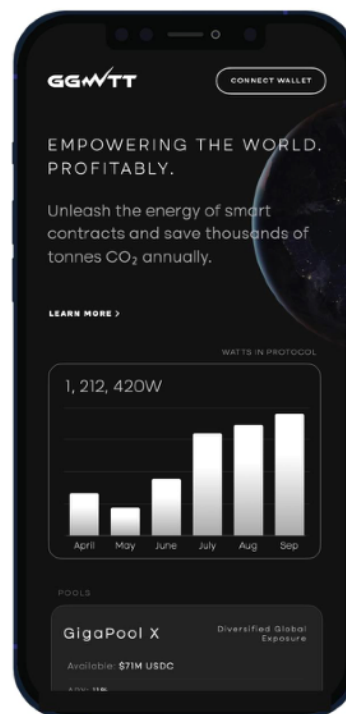 GGWTT
CONNECT WALLET
EMPOWERING THE WORLD.
PROFITABLY.
Unleash the energy of smart
contracts and save thousands of
tonnes CO₂ annually.
LEARN MORE >
WATTS IN PROTOCOL
1, 212, 420W
April May June July Aug Sep
POOLS
GigaPool X
Diversified Global
Exposure
Available: $71M USDC